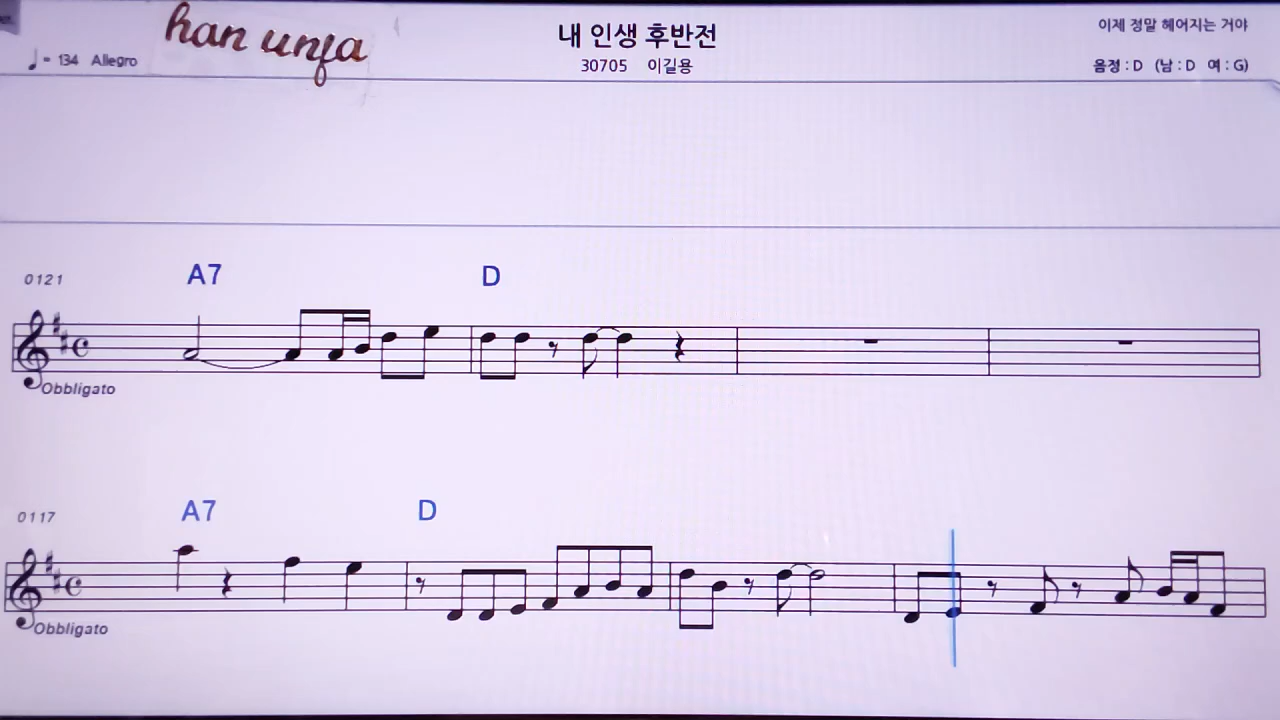 han unfa
내 인생 후반전
이제 정말 헤어지는 거야
= 134 Allegro
30705 이길용
음정 : D (남 : D 여 : G)
0121 A7 D
Obbligato
0117 A7 D
Obbligato